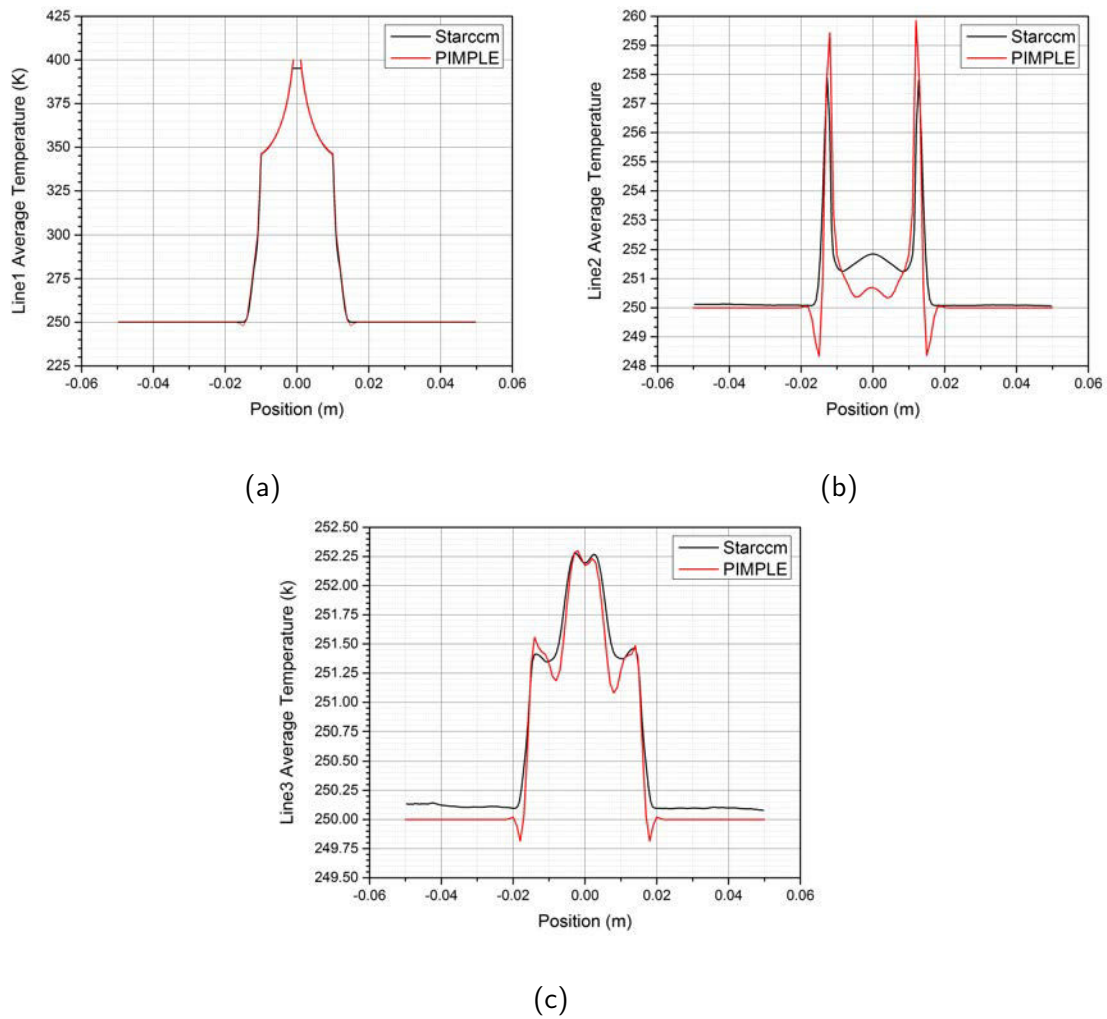 425
400
375
350
325
300
275
250
225
Line1 Average Temperature (K)
-0.06 -0.04 -0.02 0.00 0.02 0.04 0.06
Position (m)
Starccm
PIMPLE
(a)
260
259
258
256
255
254
253
252
251
250
249
248
Line2 Average Temperature
-0.06 -0.04 -0.02 0.00 0.02 0.04 0.06
Position (m)
Starccm
PIMPLE
(b)
252.50
252.25
252.00
251.75
251.50
251.25
251.00
250.75
250.50
250.25
250.00
249.75
249.50
Line3 Average Temperature (k)
-0.06 -0.04 -0.02 0.00 0.02 0.04 0.06
Position (m)
Starccm
PIMPLE
(c)